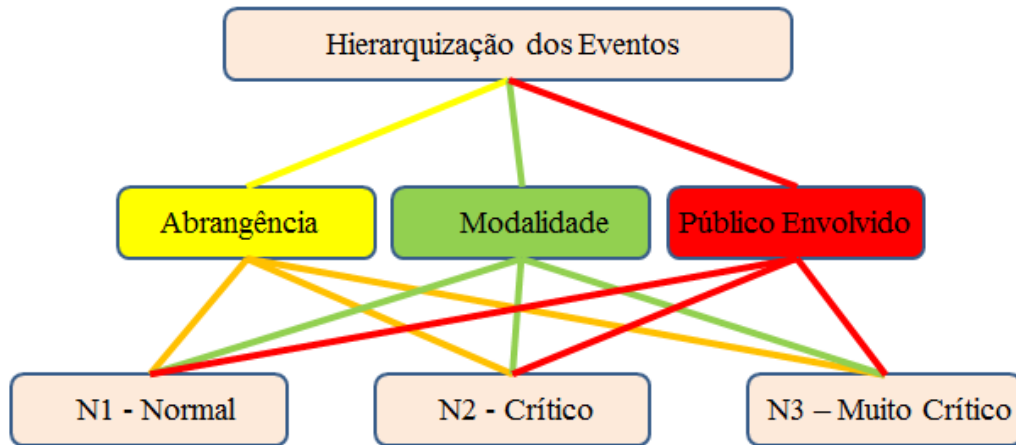 Hierarquização dos Eventos
Abrangência
Modalidade
Público Envolvido
N1 - Normal
N2 - Crítico
N3 – Muito Crítico